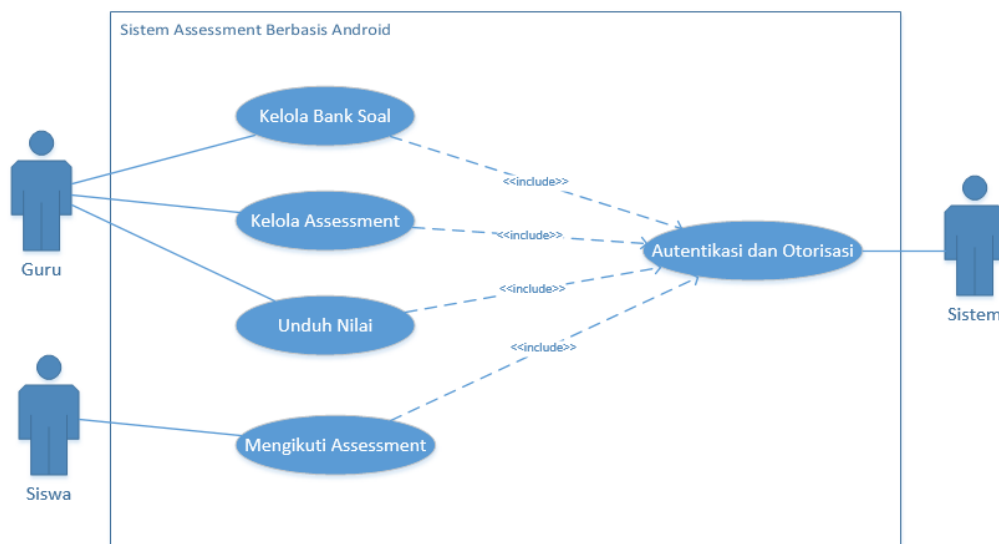 Sistem Assessment Berbasis Android
Kelola Bank Soal
<<include>>
Kelola Assessment
<<include>>
Autentikasi dan Otorisasi
Guru
<<include>>
Sistem
Unduh Nilai
<<include>>
Mengikuti Assessment
Siswa